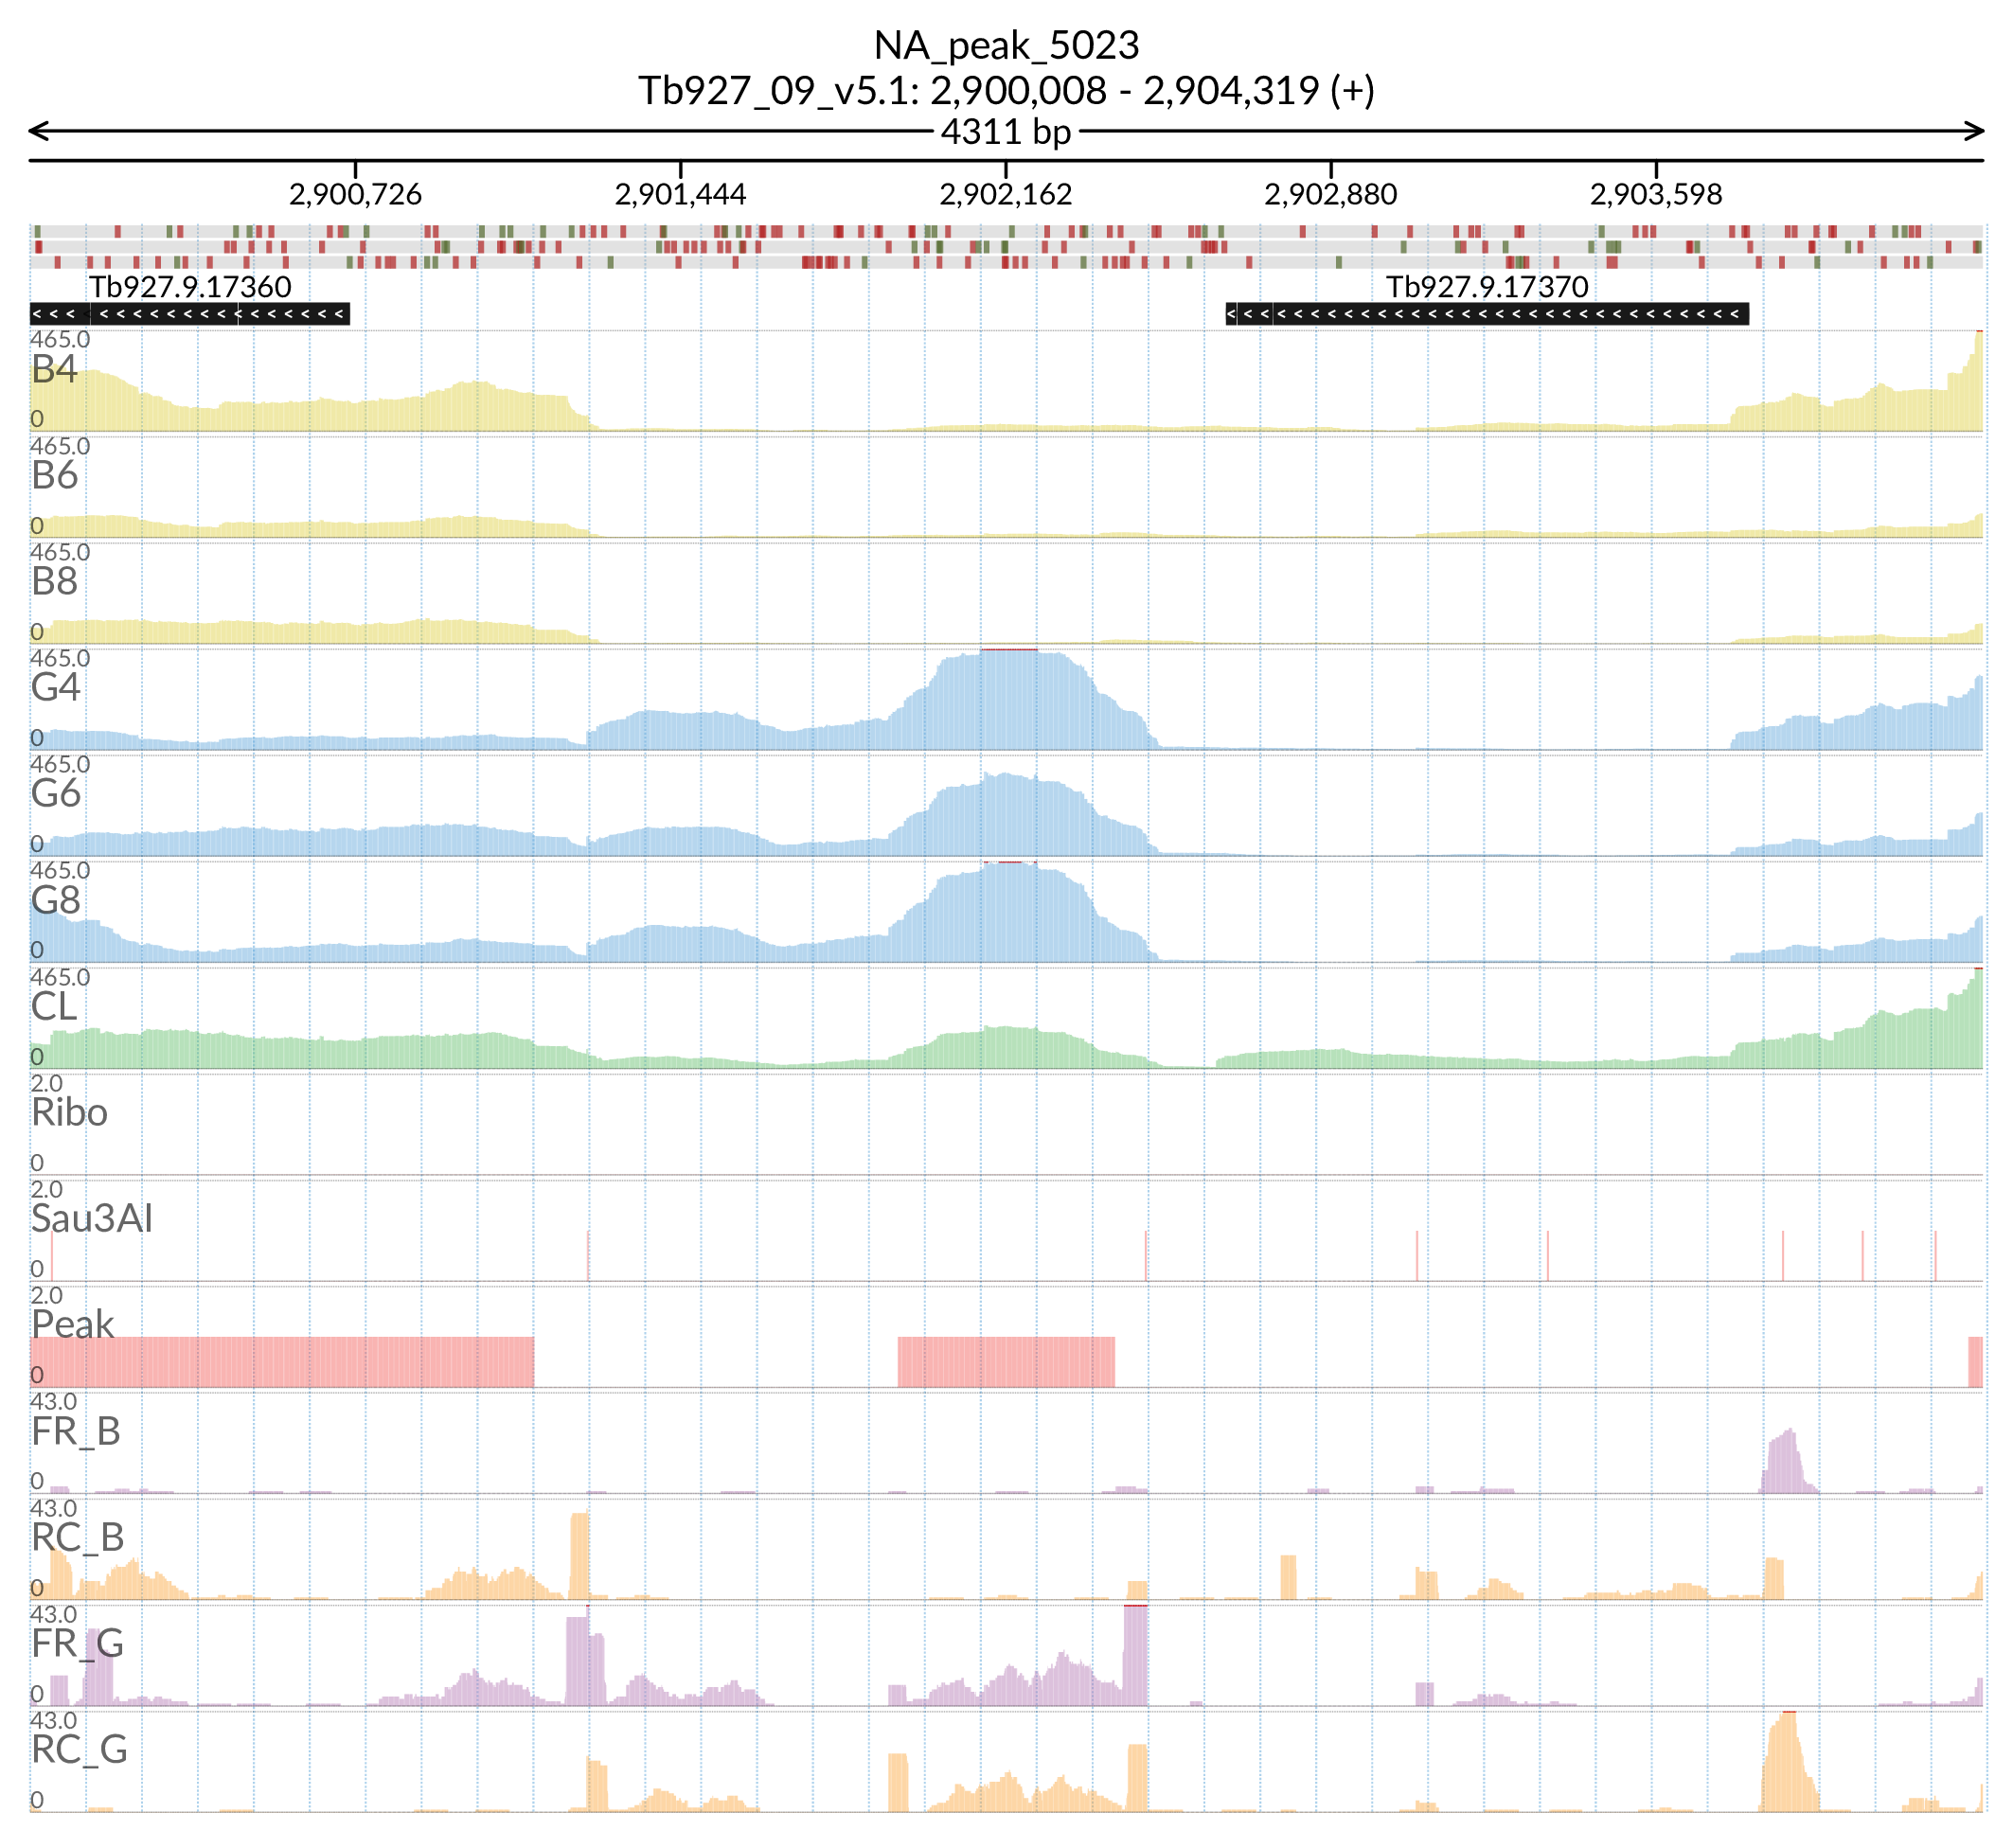 NA_peak_5023
Tb927_09_v5.1: 2,900,008 - 2,904,319 (+)
4311 bp
2,900,726 2,901,444 2,902,162 2,902,880 2,903,598
Tb927.9.17360 Tb927.9.17370
465.0
B4
0
465.0
B6
0
465.0
B8
0
465.0
G4
0
465.0
G6
0
465.0
G8
0
465.0
CL
0
2.0
Ribo
0
2.0
Sau3AI
0
2.0
Peak
0
43.0
FR_B
0
43.0
RC_B
0
43.0
FR_G
0
43.0
RC_G
0